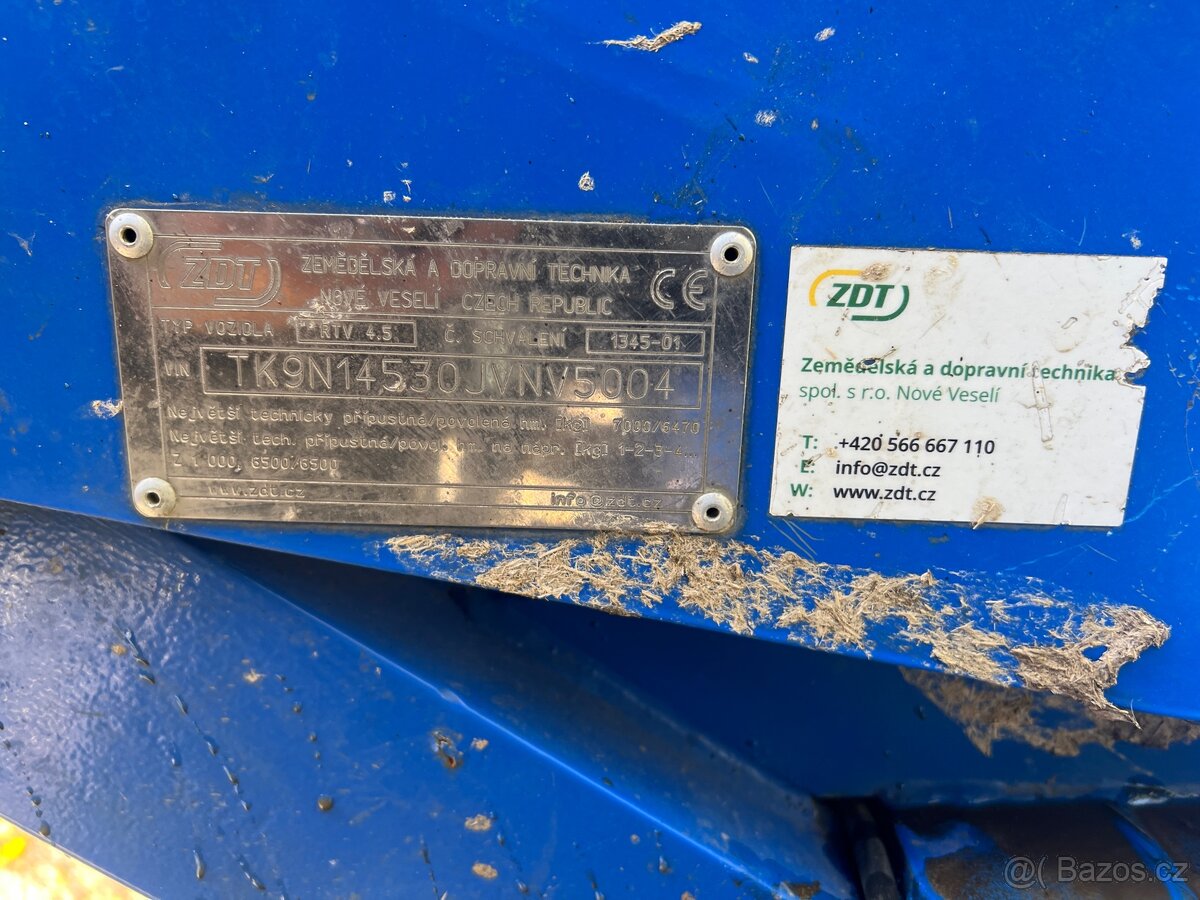 ZDT
ZEMĚDĚLSKÁ A DOPRAVNÍ TECHNIKA
NOVÉ VESELÍ CZECH REPUBLIC
CE
TYP VOZIDLA RTV 4.5 Č. SCHVÁLENÍ 1345-01
VIN TK9N14530JVNV5004
Největší technicky přípustná/povolená hm. [kg] 7000/6470
Největší tech. přípustná/povol. hm. na nápr. [kg] 1-2-3-4...
Z 1 000, 6500/6500
www.zdt.cz info@zdt.cz
ZDT
Zemědělská a dopravní technika
spol. s r.o. Nové Veselí
T: +420 566 667 110
E: info@zdt.cz
W: www.zdt.cz
@( Bazos.cz